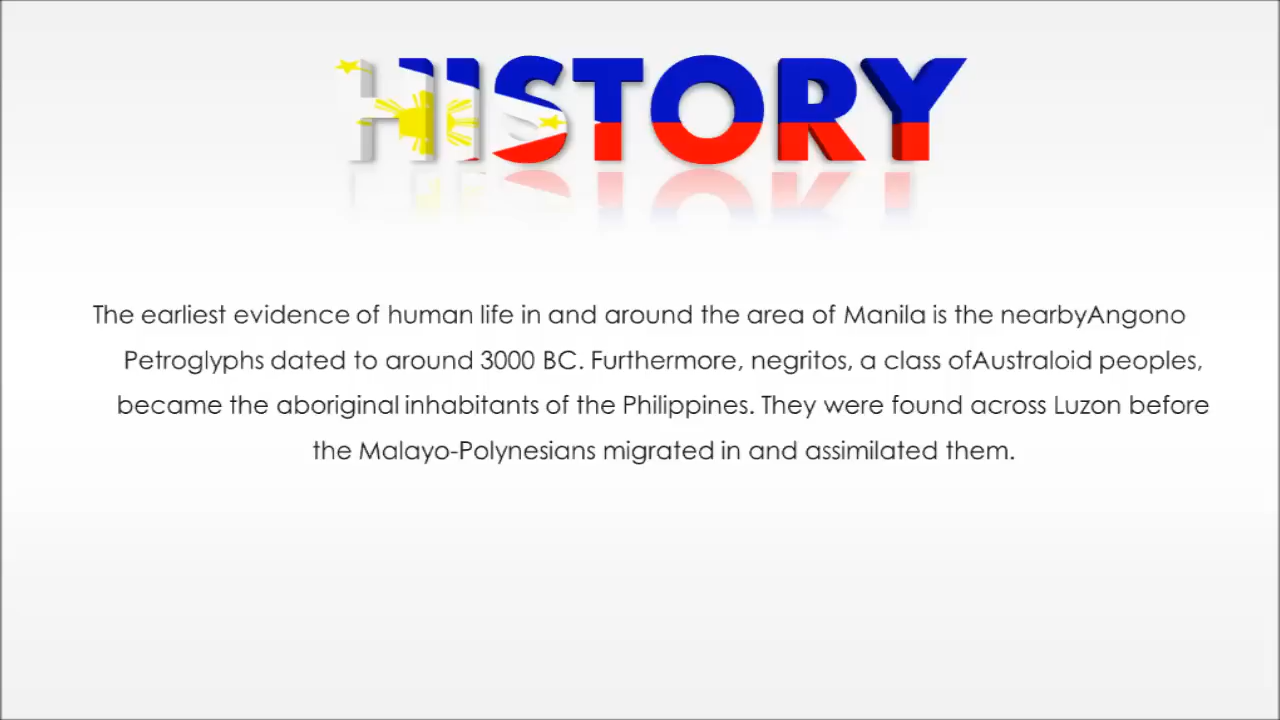 HISTORY
The earliest evidence of human life in and around the area of Manila is the nearbyAngono
Petroglyphs dated to around 3000 BC. Furthermore, negritos, a class ofAustraloid peoples,
became the aboriginal inhabitants of the Philippines. They were found across Luzon before
the Malayo-Polynesians migrated in and assimilated them.